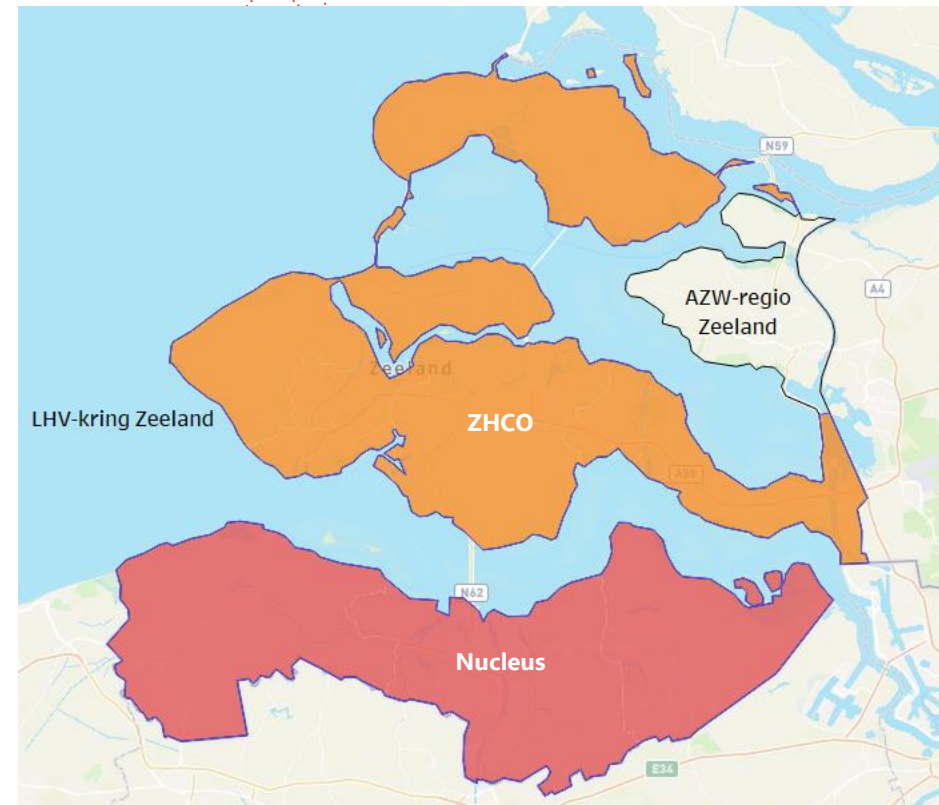 N59
A4
AZW-regio
Zeeland
Zeeland
LHV-kring Zeeland
ZHCO
A58
N62
Nucleus
E34